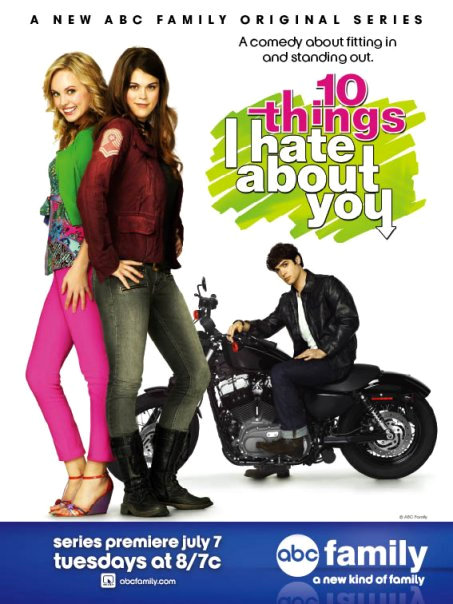 A NEW ABC FAMILY ORIGINAL SERIES
A comedy about fitting in
and standing out.
10
things
I hate
about
you
© ABC Family
series premiere july 7
tuesdays at 8/7c
abcfamily.com
abc family
a new kind of family